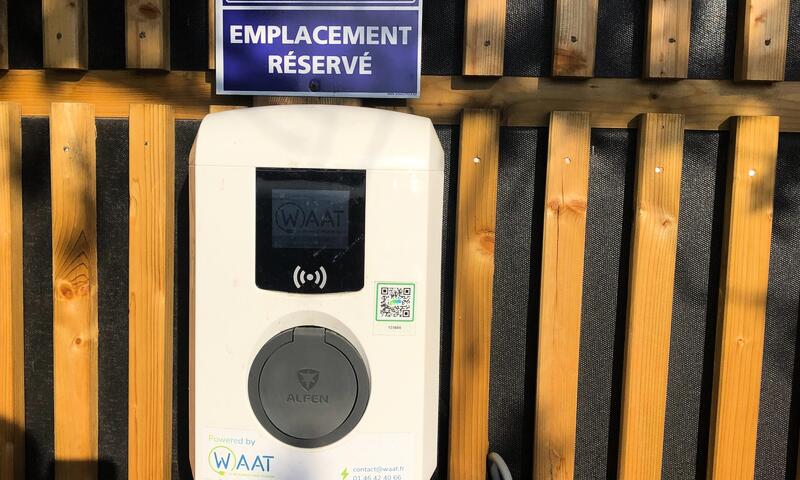 EMPLACEMENT
RÉSERVÉ
WAAT
ALFEN
Powered by
WAAT
contact@waat.fr
01 46 42 40 66